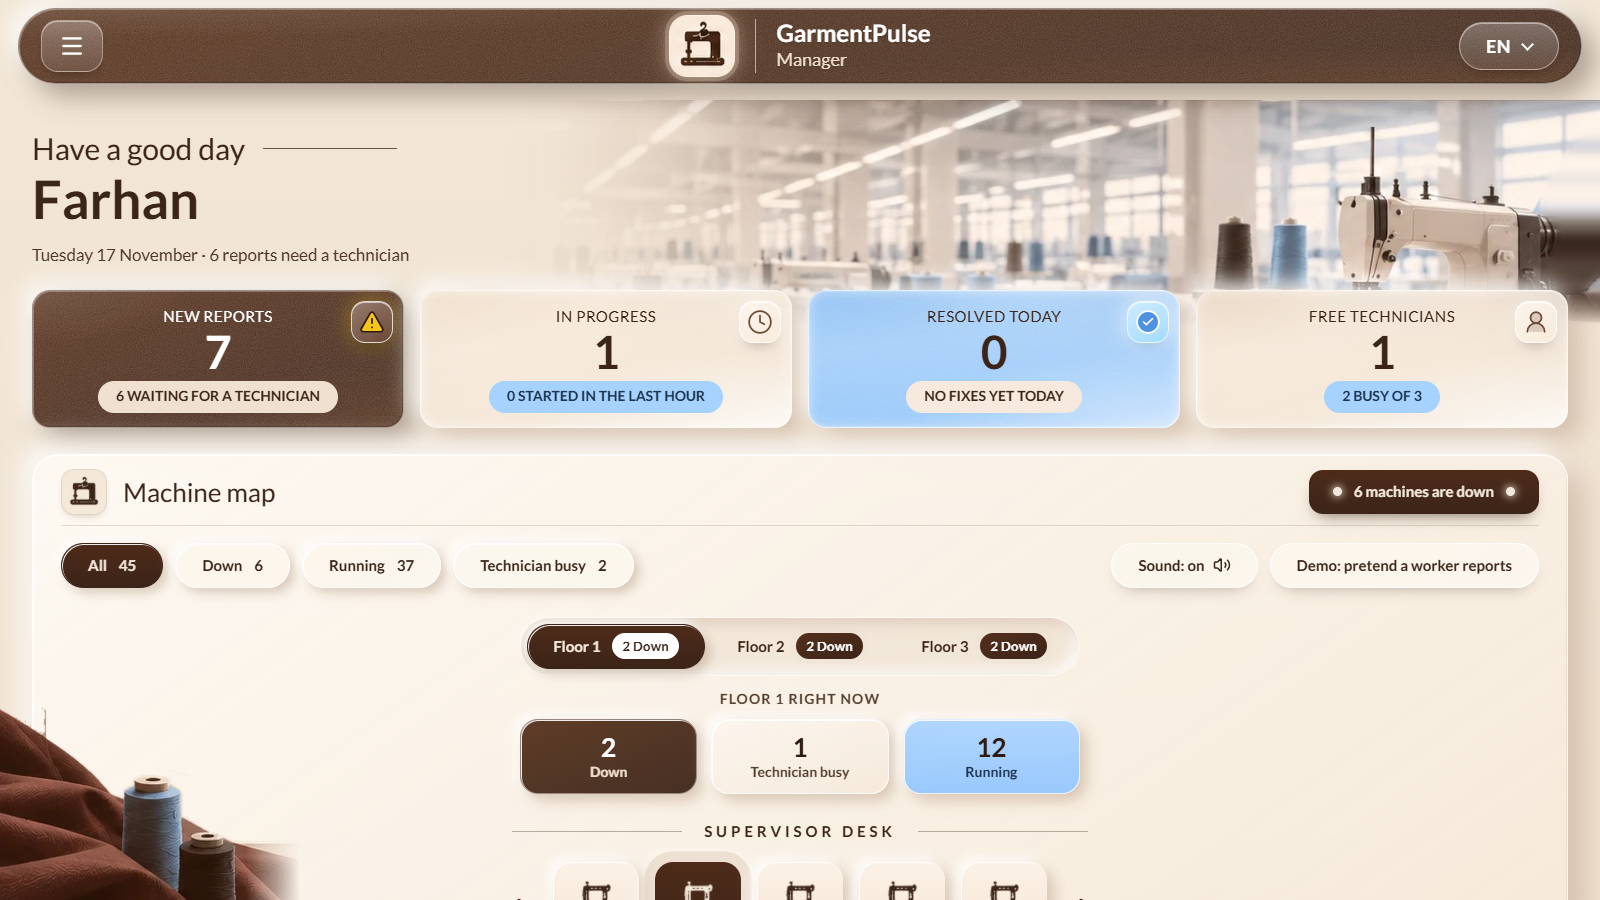 GarmentPulse
Manager
EN
Have a good day
Farhan
Tuesday 17 November · 6 reports need a technician
NEW REPORTS
7
6 WAITING FOR A TECHNICIAN
IN PROGRESS
1
0 STARTED IN THE LAST HOUR
RESOLVED TODAY
0
NO FIXES YET TODAY
FREE TECHNICIANS
1
2 BUSY OF 3
Machine map
6 machines are down
All 45
Down 6
Running 37
Technician busy 2
Sound: on
Demo: pretend a worker reports
Floor 1 2 Down
Floor 2 2 Down
Floor 3 2 Down
FLOOR 1 RIGHT NOW
2
Down
1
Technician busy
12
Running
SUPERVISOR DESK